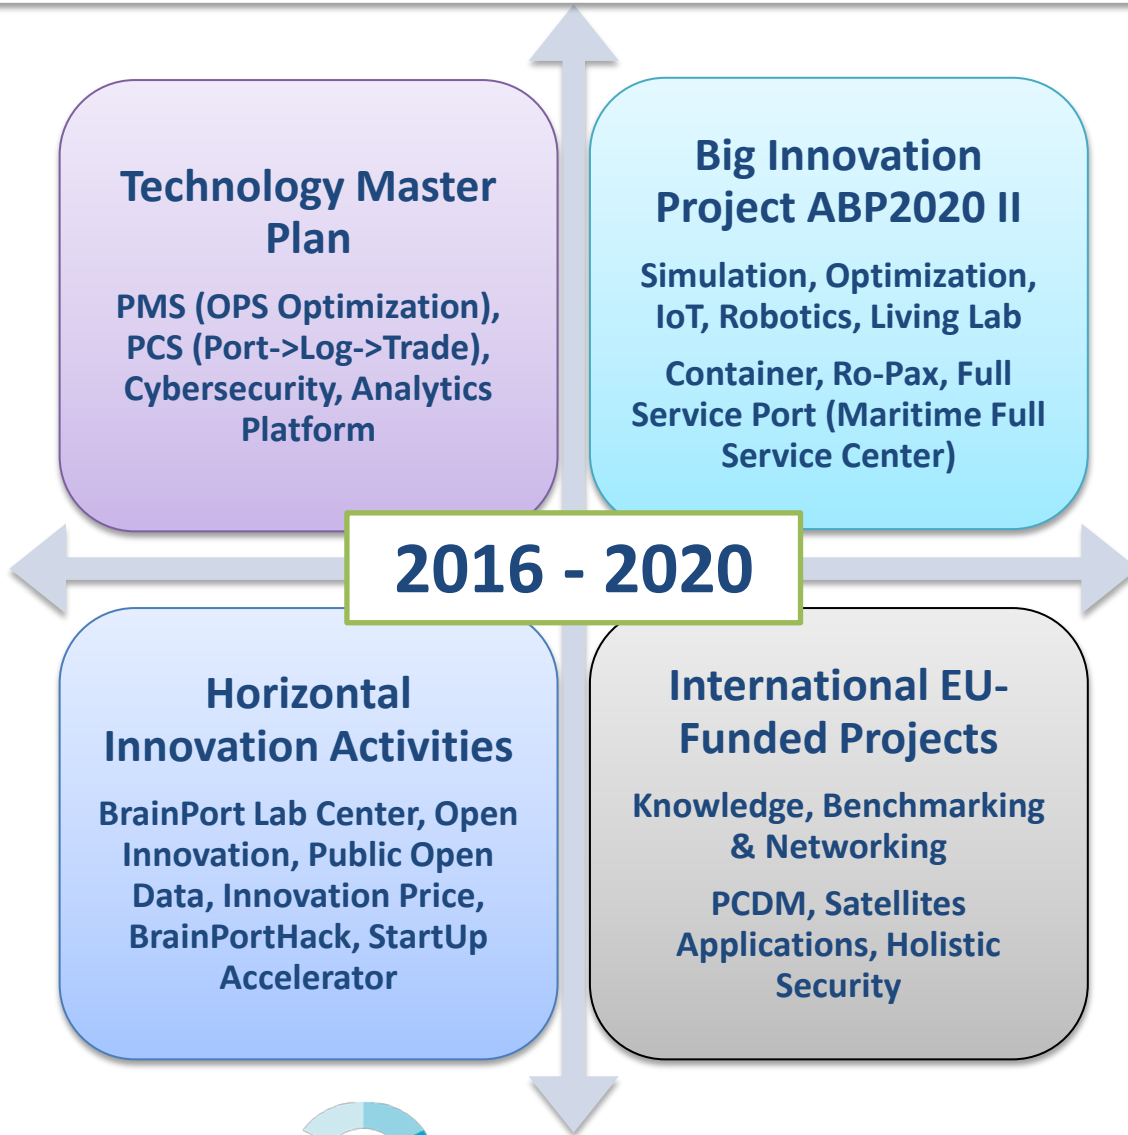 Technology Master
Plan
PMS (OPS Optimization),
PCS (Port->Log->Trade),
Cybersecurity, Analytics
Platform
Big Innovation
Project ABP2020 II
Simulation, Optimization,
IoT, Robotics, Living Lab
Container, Ro-Pax, Full
Service Port (Maritime Full
Service Center)
2016 - 2020
Horizontal
Innovation Activities
BrainPort Lab Center, Open
Innovation, Public Open
Data, Innovation Price,
BrainPortHack, StartUp
Accelerator
International EU-
Funded Projects
Knowledge, Benchmarking
& Networking
PCDM, Satellites
Applications, Holistic
Security